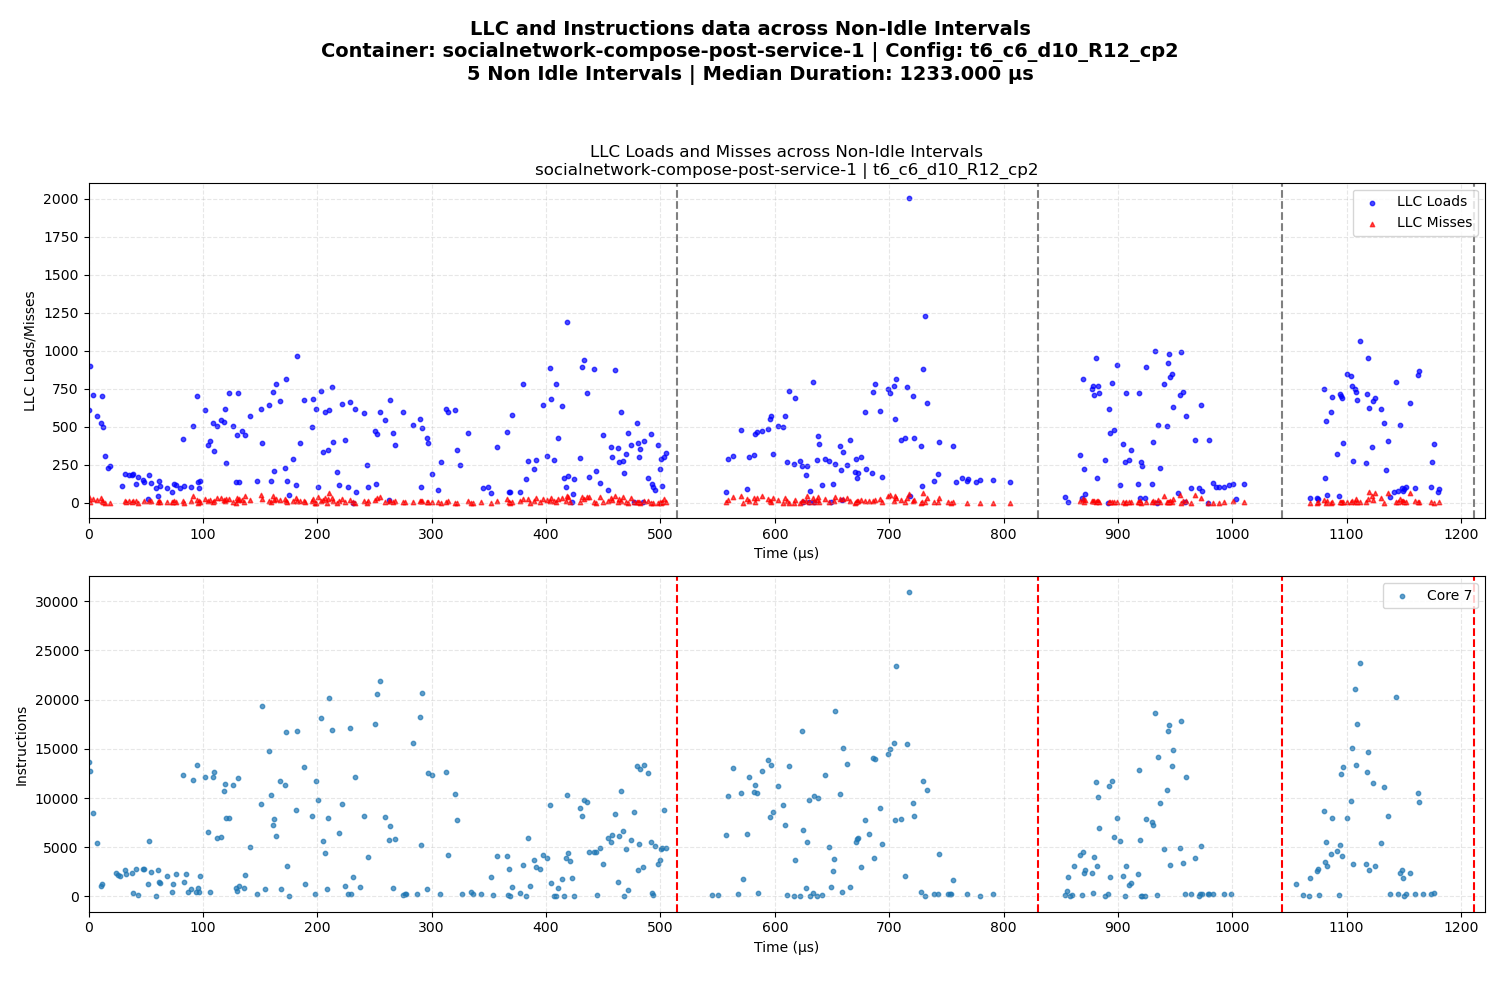 LLC and Instructions data across Non-Idle Intervals
Container: socialnetwork-compose-post-service-1 | Config: t6_c6_d10_R12_cp2
5 Non Idle Intervals | Median Duration: 1233.000 µs
LLC Loads and Misses across Non-Idle Intervals
socialnetwork-compose-post-service-1 | t6_c6_d10_R12_cp2
LLC Loads/Misses
2000
1750
1500
1250
1000
750
500
250
0
LLC Loads
LLC Misses
0 100 200 300 400 500 600 700 800 900 1000 1100 1200
Time (µs)
Instructions
30000
25000
20000
15000
10000
5000
0
Core 7
0 100 200 300 400 500 600 700 800 900 1000 1100 1200
Time (µs)